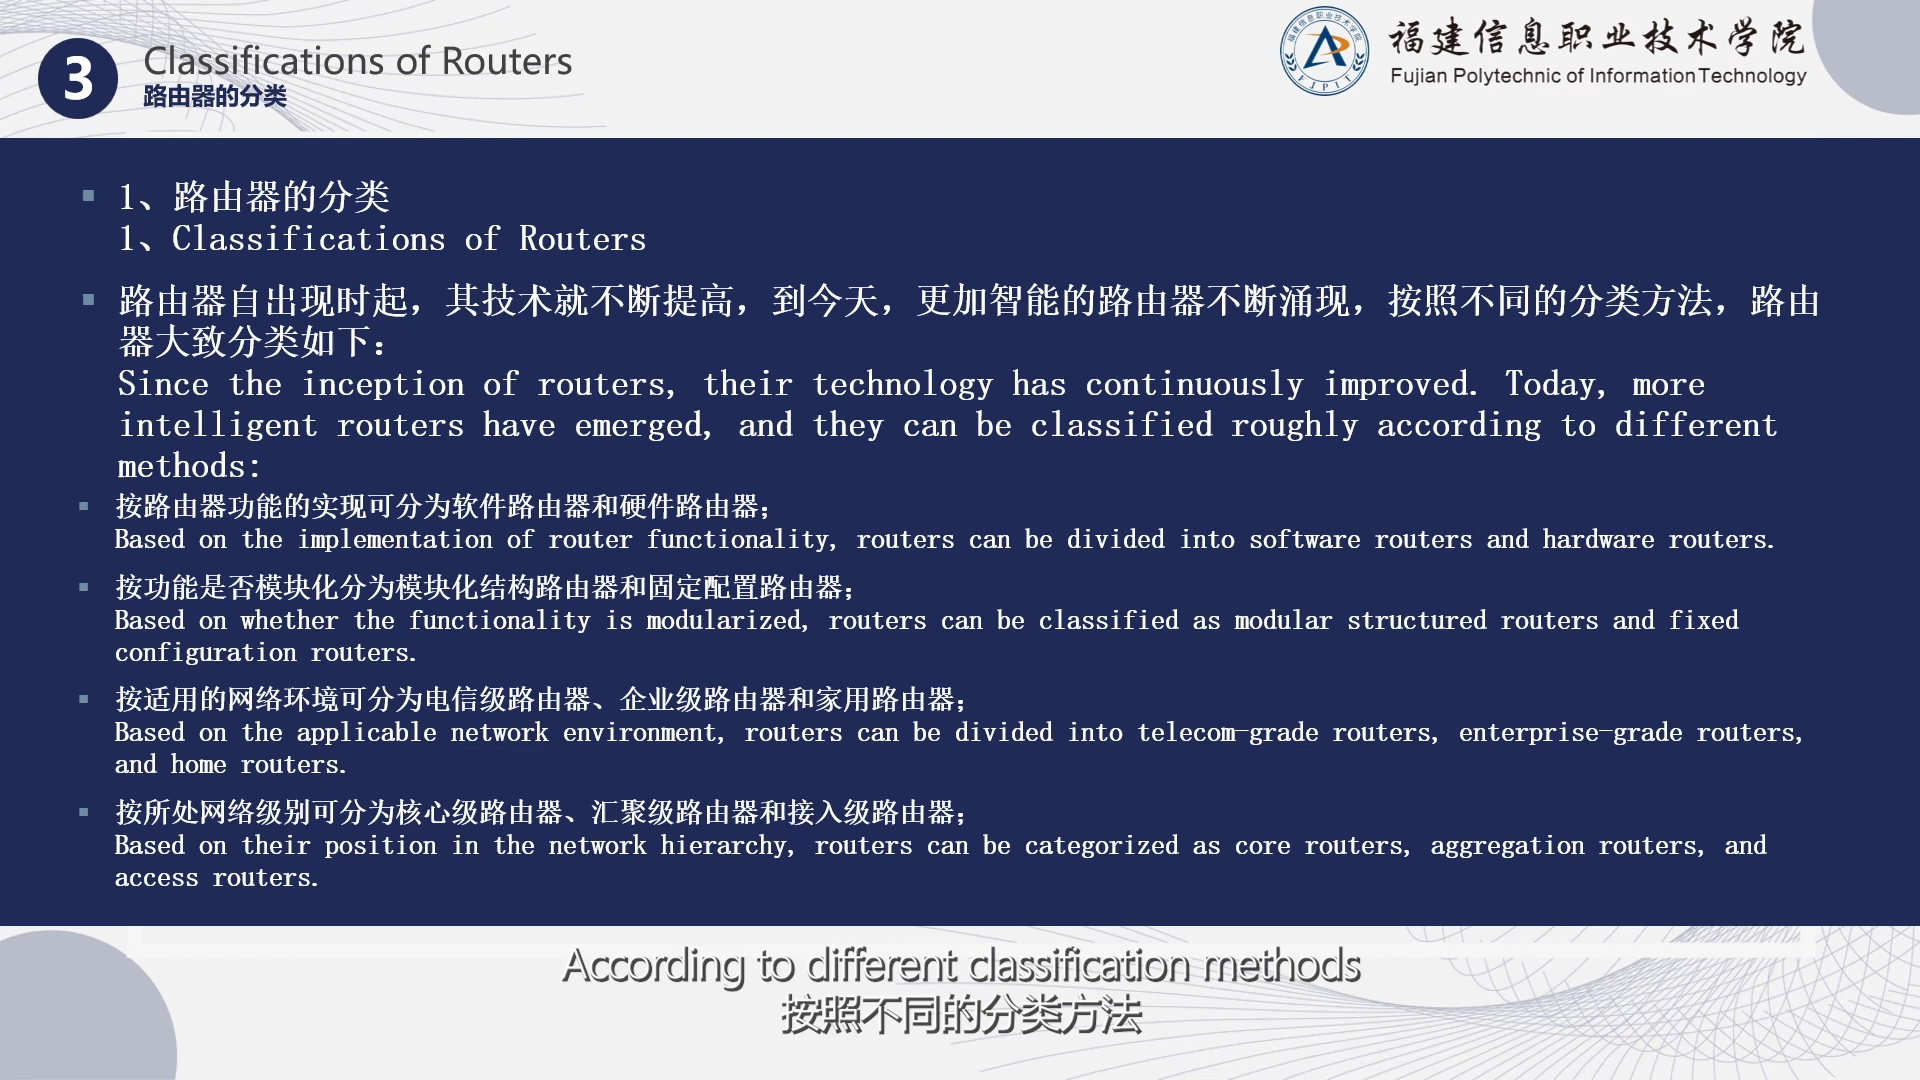 3
Classifications of Routers
路由器的分类
福建信息职业技术学院
Fujian Polytechnic of Information Technology
FJPIT
1、路由器的分类
1、Classifications of Routers
路由器自出现时起，其技术就不断提高，到今天，更加智能的路由器不断涌现，按照不同的分类方法，路由
器大致分类如下：
Since the inception of routers, their technology has continuously improved. Today, more
intelligent routers have emerged, and they can be classified roughly according to different
methods:
按路由器功能的实现可分为软件路由器和硬件路由器；
Based on the implementation of router functionality, routers can be divided into software routers and hardware routers.
按功能是否模块化分为模块化结构路由器和固定配置路由器；
Based on whether the functionality is modularized, routers can be classified as modular structured routers and fixed
configuration routers.
按适用的网络环境可分为电信级路由器、企业级路由器和家用路由器；
Based on the applicable network environment, routers can be divided into telecom-grade routers, enterprise-grade routers,
and home routers.
按所处网络级别可分为核心级路由器、汇聚级路由器和接入级路由器；
Based on their position in the network hierarchy, routers can be categorized as core routers, aggregation routers, and
access routers.
According to different classification methods
按照不同的分类方法